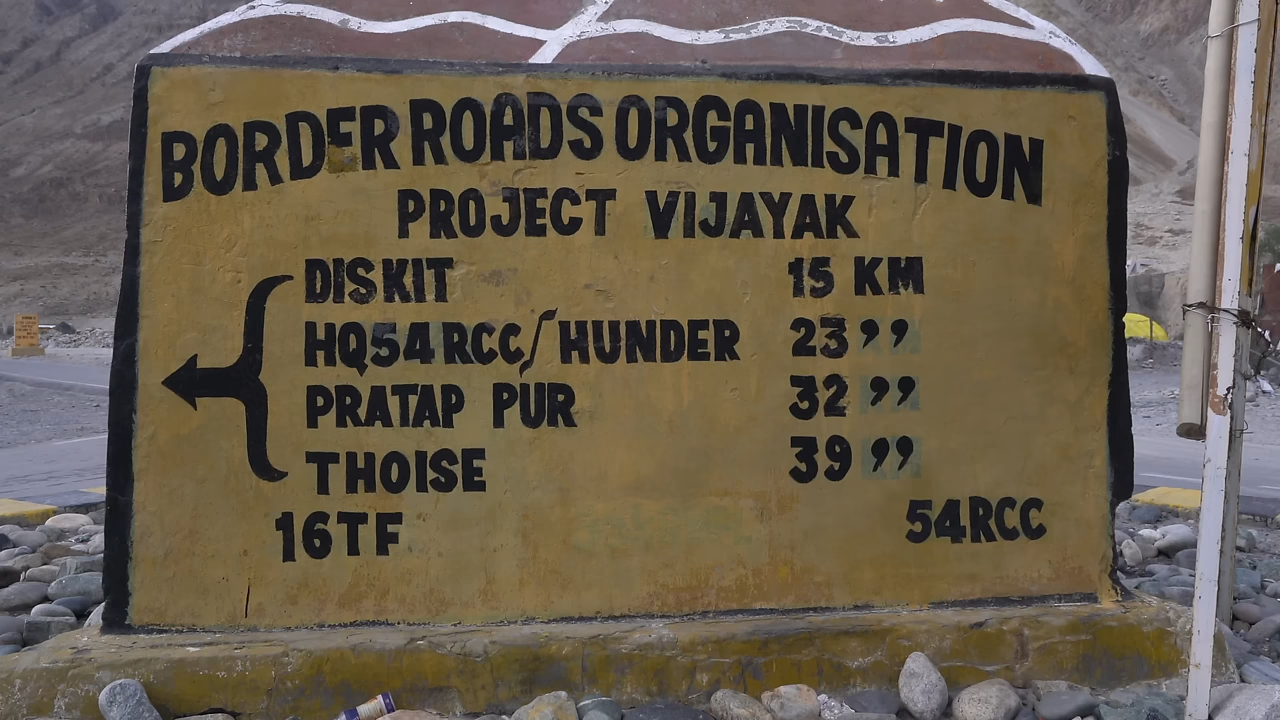 BORDER ROADS ORGANISATION
PROJECT VIJAYAK
DISKIT 15 KM
HQ54RCC/HUNDER 23 ,,
PRATAP PUR 32 ,,
THOISE 39 ,,
16TF 54RCC